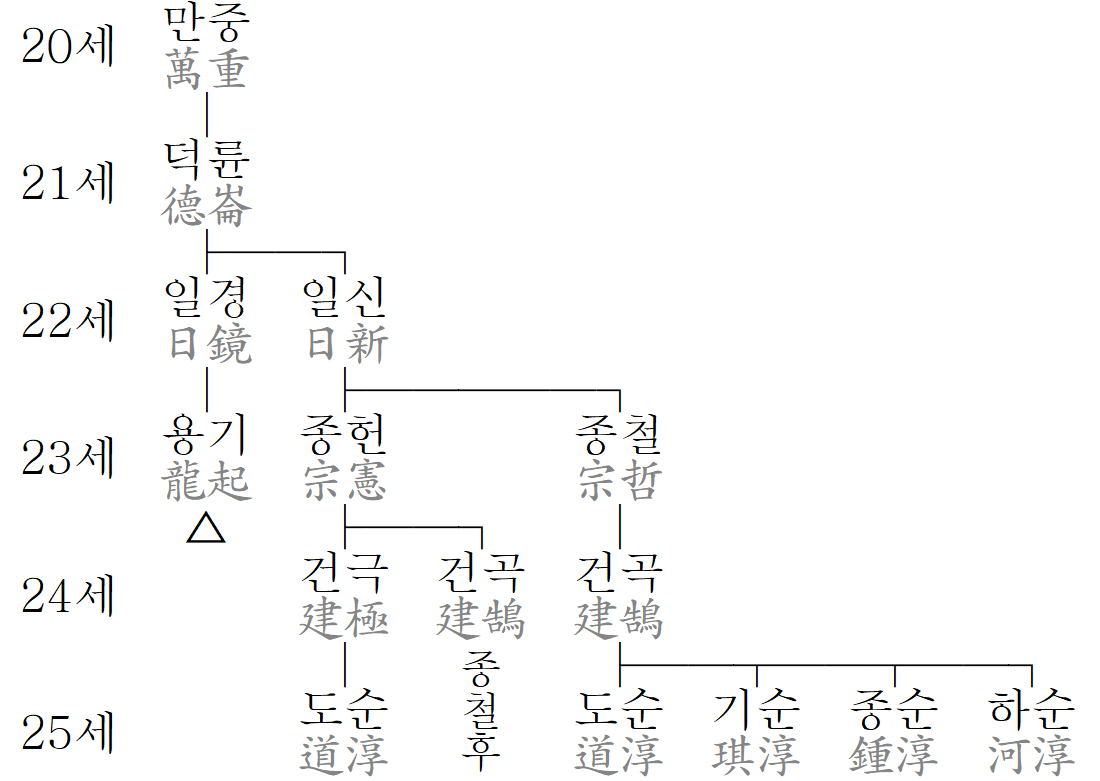 20세 만중
萬重
21세 덕륜
德崙
22세 일경 일신
日鏡 日新
23세 용기 종헌 종철
龍起 宗憲 宗哲
24세 건극 건곡 건곡
建極 建鵠 建鵠
종철후
25세 도순 도순 기순 종순 하순
道淳 道淳 琪淳 鍾淳 河淳